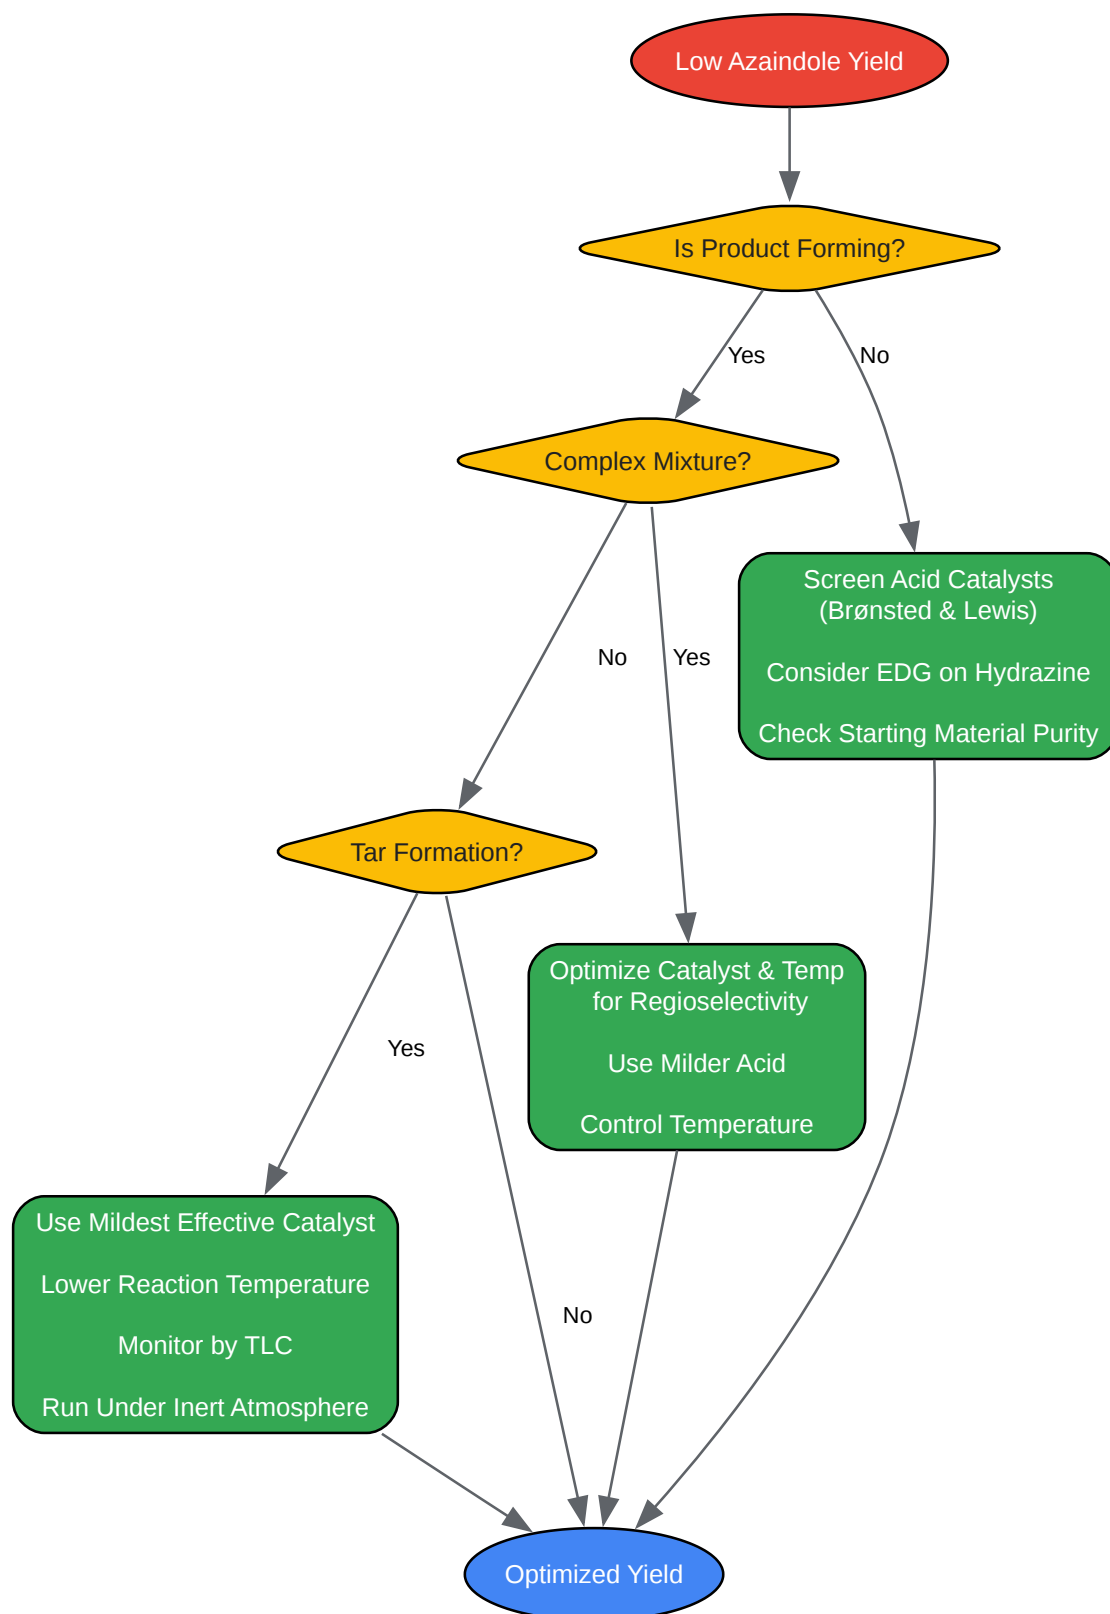 Low Azaindole Yield
Is Product Forming?
Yes
No
Complex Mixture?
Screen Acid Catalysts
(Brønsted & Lewis)
Consider EDG on Hydrazine
Check Starting Material Purity
No
Yes
Tar Formation?
Optimize Catalyst & Temp
for Regioselectivity
Use Milder Acid
Control Temperature
Yes
Use Mildest Effective Catalyst
Lower Reaction Temperature
Monitor by TLC
Run Under Inert Atmosphere
No
Optimized Yield